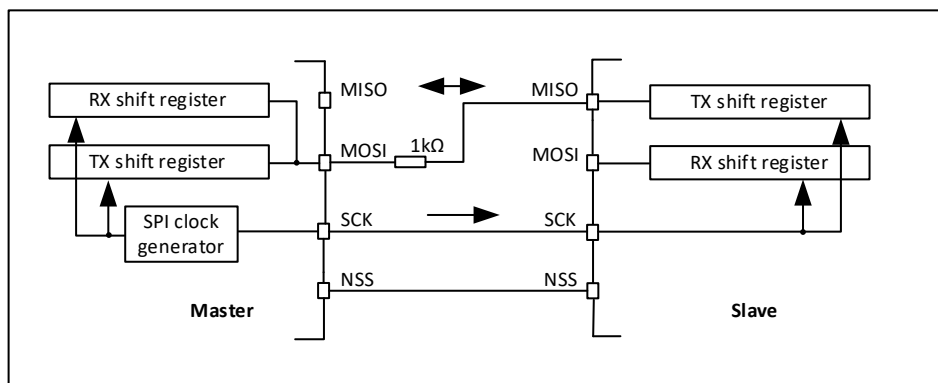 RX shift register
MISO
MISO
TX shift register
TX shift register
MOSI
1kΩ
MOSI
RX shift register
SPI clock
generator
SCK
SCK
NSS
NSS
Master
Slave